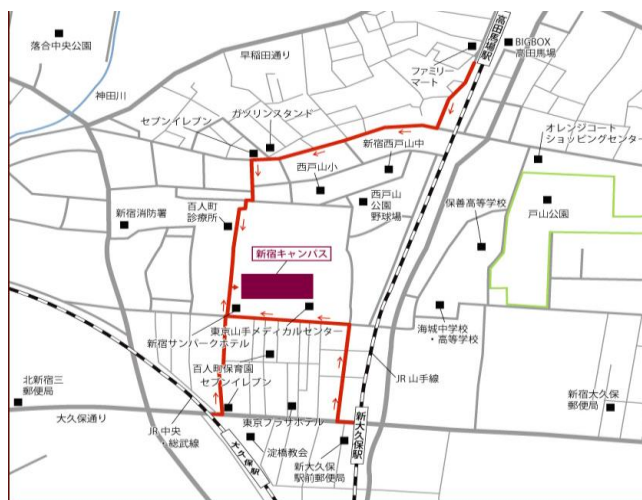 落合中央公園
神田川
早稲田通り
高田馬場駅
BIGBOX
高田馬場
ファミリー
マート
ガソリンスタンド
セブンイレブン
新宿西戸山中
オレンジコート
ショッピングセンター
西戸山小
西戸山
公園
野球場
保善高等学校
戸山公園
新宿消防署
百人町
診療所
新宿キャンパス
東京山手メディカルセンター
新宿サンパークホテル
海城中学校
・高等学校
百人町保育園
セブンイレブン
JR山手線
北新宿三
郵便局
大久保通り
JR中央
・総武線
大久保駅
東京プラザホテル
淀橋教会
新大久保
駅前郵便局
新大久保駅
新宿大久保
郵便局